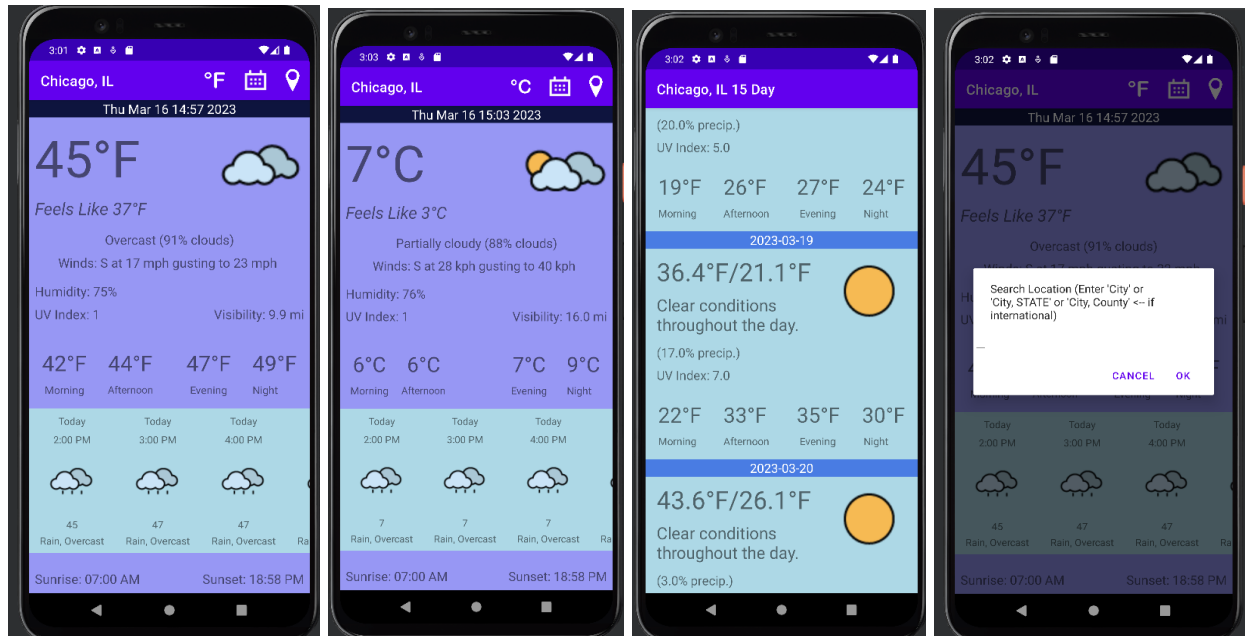 3:01
Chicago, IL °F
Thu Mar 16 14:57 2023
45°F
Feels Like 37°F
Overcast (91% clouds)
Winds: S at 17 mph gusting to 23 mph
Humidity: 75%
UV Index: 1 Visibility: 9.9 mi
42°F 44°F 47°F 49°F
Morning Afternoon Evening Night
Today Today Today
2:00 PM 3:00 PM 4:00 PM
45 47 47
Rain, Overcast Rain, Overcast Rain, Overcast Ra
Sunrise: 07:00 AM Sunset: 18:58 PM
3:03
Chicago, IL °C
Thu Mar 16 15:03 2023
7°C
Feels Like 3°C
Partially cloudy (88% clouds)
Winds: S at 28 kph gusting to 40 kph
Humidity: 76%
UV Index: 1 Visibility: 16.0 mi
6°C 6°C 7°C 9°C
Morning Afternoon Evening Night
Today Today Today
2:00 PM 3:00 PM 4:00 PM
7 7 7
Rain, Overcast Rain, Overcast Rain, Overcast Ra
Sunrise: 07:00 AM Sunset: 18:58 PM
3:02
Chicago, IL 15 Day
(20.0% precip.)
UV Index: 5.0
19°F 26°F 27°F 24°F
Morning Afternoon Evening Night
2023-03-19
36.4°F/21.1°F
Clear conditions
throughout the day.
(17.0% precip.)
UV Index: 7.0
22°F 33°F 35°F 30°F
Morning Afternoon Evening Night
2023-03-20
43.6°F/26.1°F
Clear conditions
throughout the day.
(3.0% precip.)
3:02
Chicago, IL °F
Thu Mar 16 14:57 2023
45°F
Feels Like 37°F
Overcast (91% clouds)
Winds: S at 17 mph gusting to 23 mph
Search Location (Enter 'City' or
'City, STATE' or 'City, County' <-- if
international)
CANCEL OK
Today Today Today
2:00 PM 3:00 PM 4:00 PM
45 47 47
Rain, Overcast Rain, Overcast Rain, Overcast Ra
Sunrise: 07:00 AM Sunset: 18:58 PM